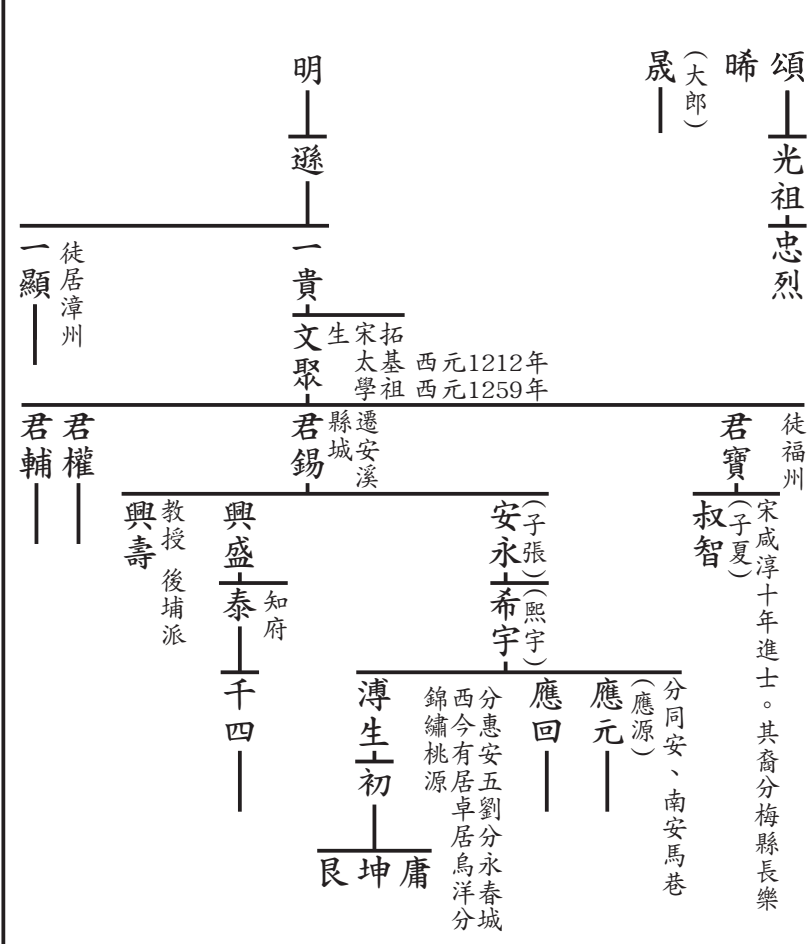 頌
光祖
忠烈
晞
晟
(大郎)
明
遜
一貴
一顯
徒居漳州
文聚
生
宋太學
拓基祖
西元1212年
西元1259年
君寶
徒福州
叔智
(子夏)
宋咸淳十年進士。其裔分梅縣長樂
君錫
遷安溪
縣城
君權
君輔
安永
(子張)
希宇
(熙宇)
應元
(應源)
分同安、南安馬巷
應回
溥生
分惠安五劉分永春城
西今有居卓居烏洋分
錦繡桃源
初
庸
坤
艮
興盛
泰
知府
千四
興壽
教授 後埔派